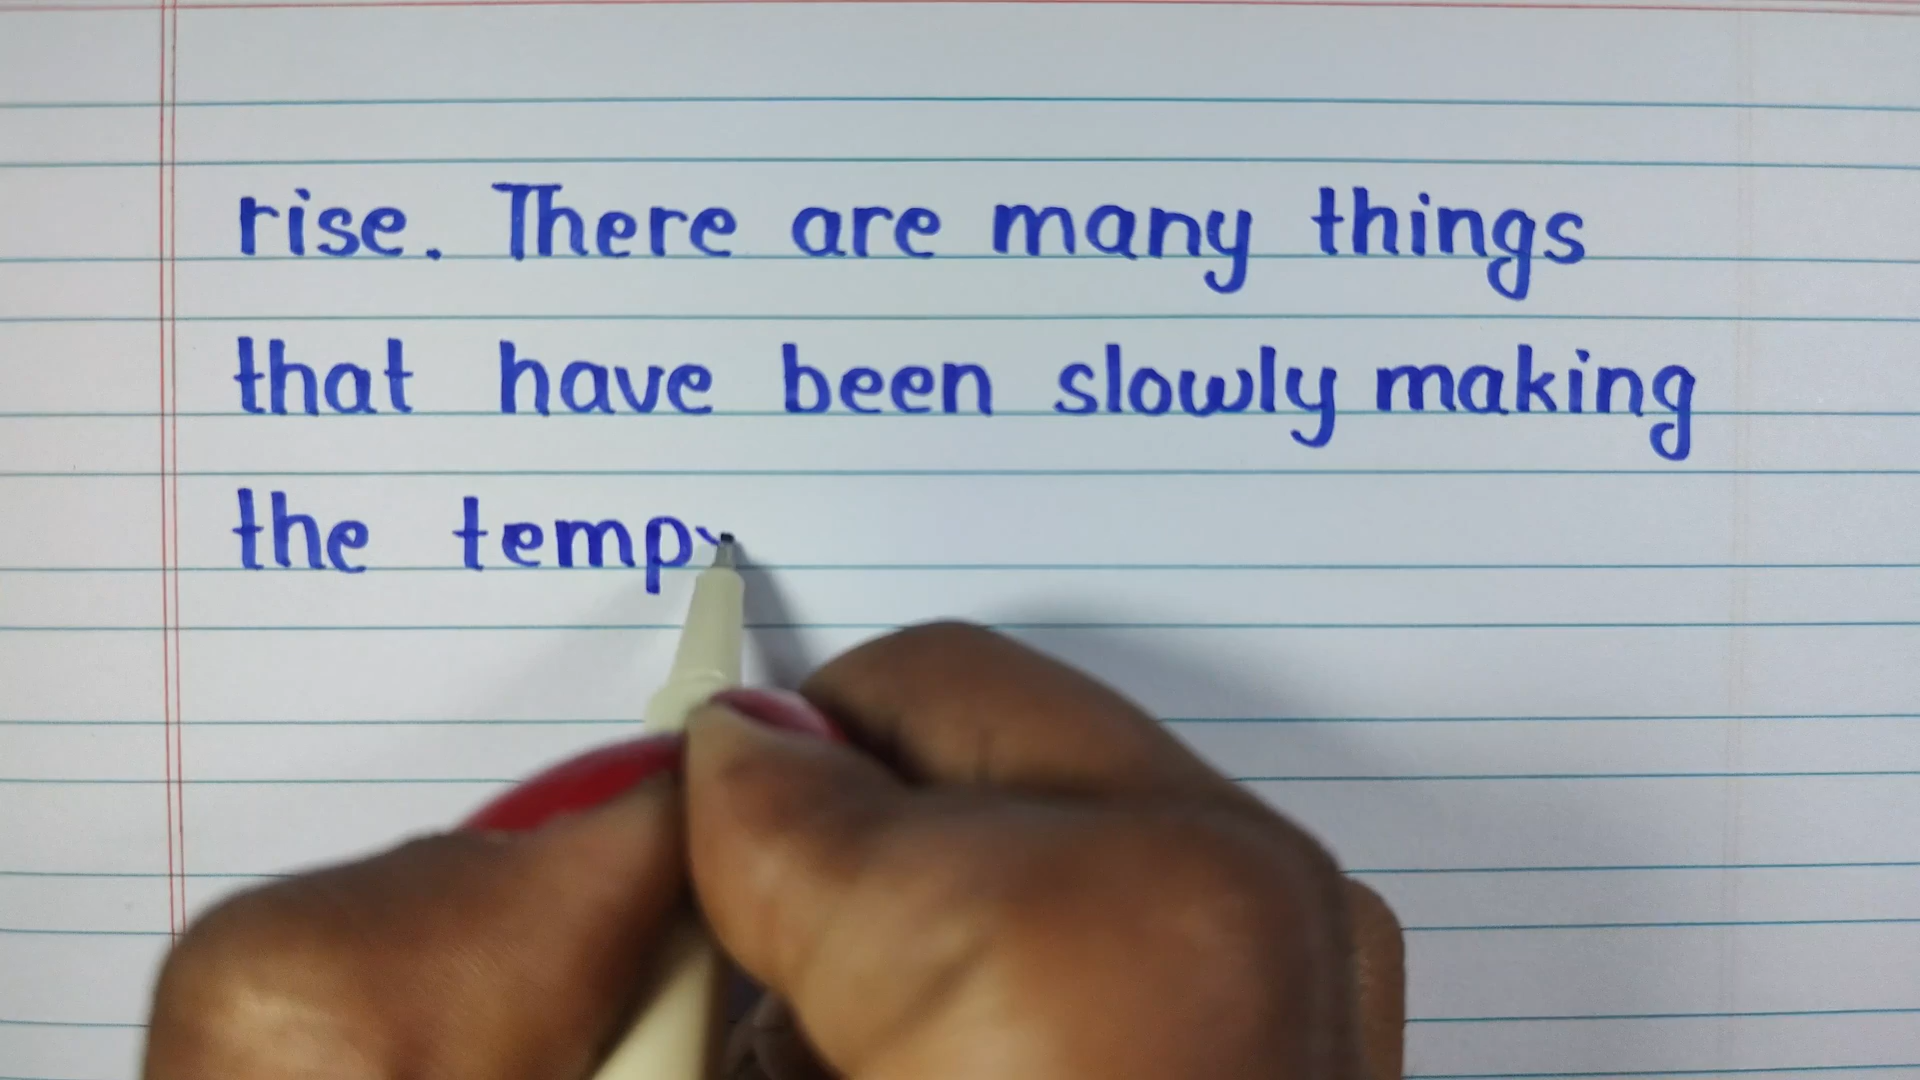 rise. There are many things
that have been slowly making
the temp